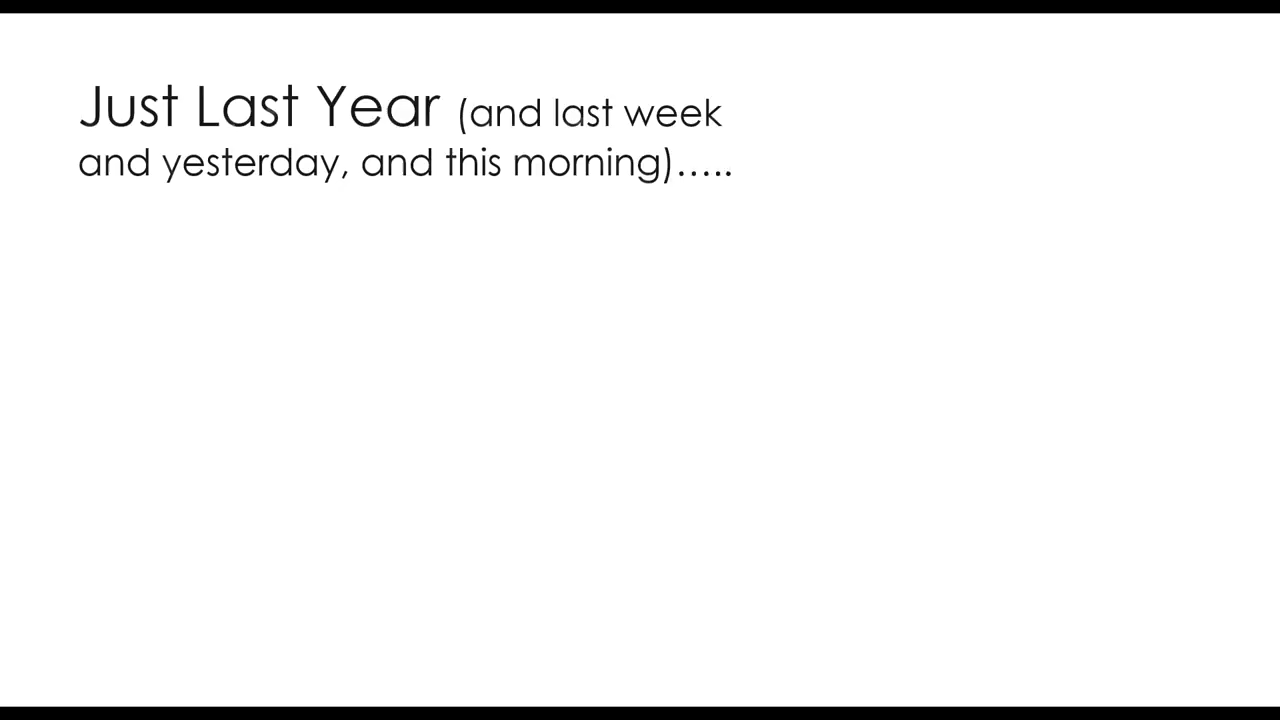 Just Last Year (and last week
and yesterday, and this morning)…..